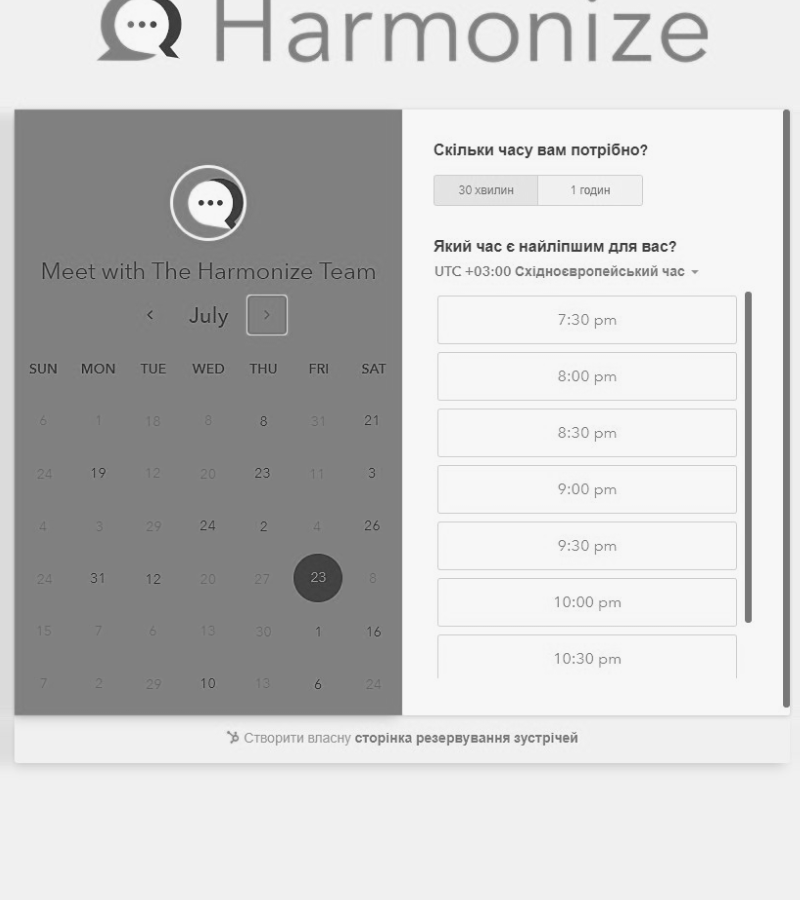 Harmonize
Meet with The Harmonize Team
July
SUN MON TUE WED THU FRI SAT
6 1 18 8 8 31 21
24 19 12 20 23 11 3
4 3 29 24 2 4 26
24 31 12 20 27 23 8
15 7 6 13 30 1 16
7 2 29 10 13 6 24
Скільки часу вам потрібно?
30 хвилин 1 годин
Який час є найліпшим для вас?
UTC +03:00 Східноєвропейський час
7:30 pm
8:00 pm
8:30 pm
9:00 pm
9:30 pm
10:00 pm
10:30 pm
Створити власну сторінка резервування зустрічей